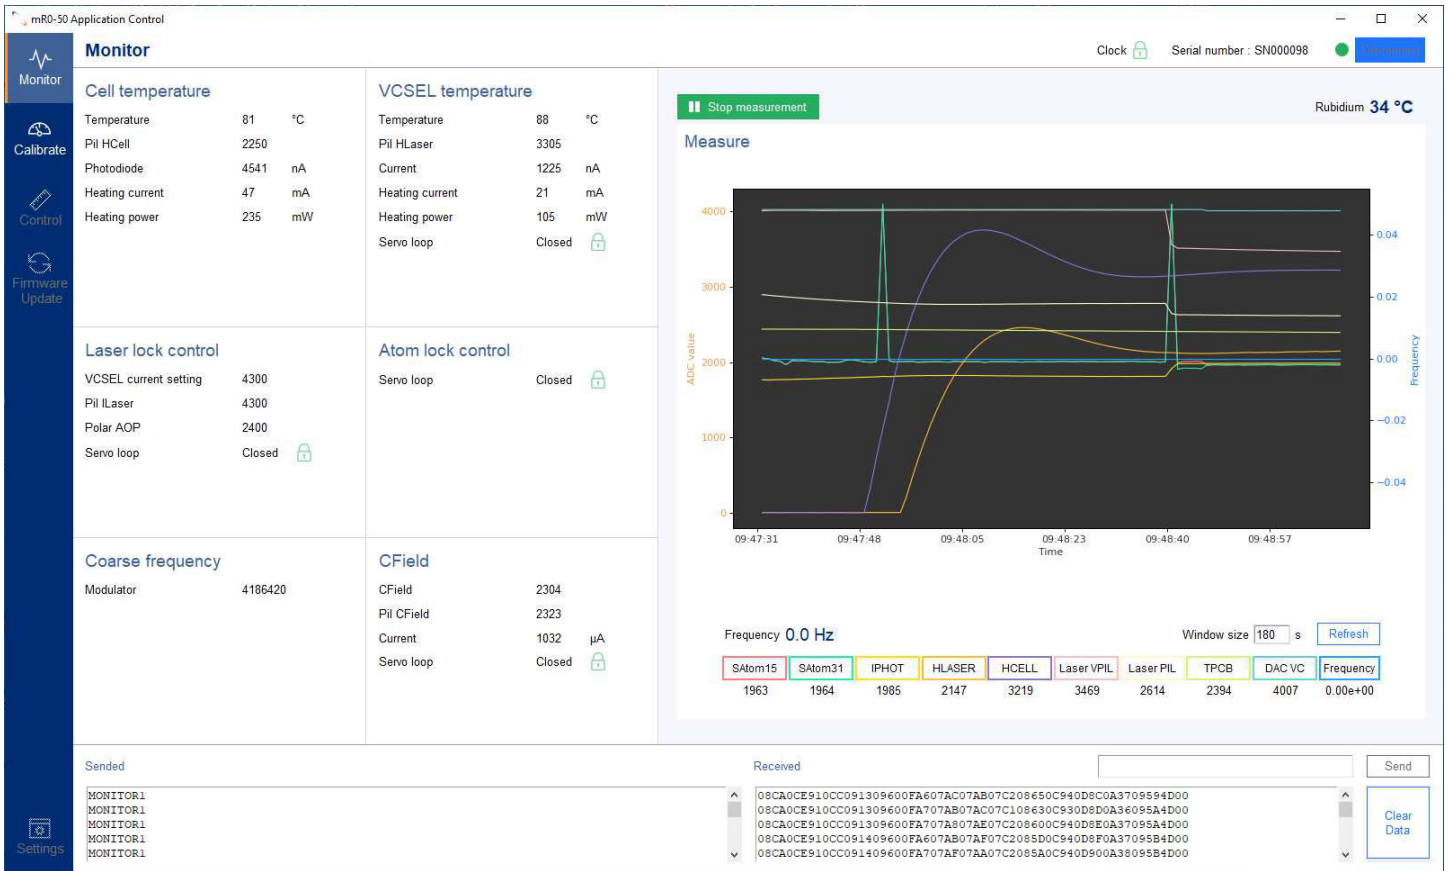 mR0-50 Application Control
Monitor
Clock
Serial number : SN000098
Monitor
Calibrate
Control
Firmware
Update
Settings
Cell temperature
Temperature 81 °C
Pil HCell 2250
Photodiode 4541 nA
Heating current 47 mA
Heating power 235 mW
VCSEL temperature
Temperature 88 °C
Pil HLaser 3305
Current 1225 nA
Heating current 21 mA
Heating power 105 mW
Servo loop Closed
Laser lock control
VCSEL current setting 4300
Pil ILaser 4300
Polar AOP 2400
Servo loop Closed
Atom lock control
Servo loop Closed
Coarse frequency
Modulator 4186420
CField
CField 2304
Pil CField 2323
Current 1032 µA
Servo loop Closed
Stop measurement
Rubidium 34 °C
Measure
4000
3000
2000
1000
0
ADC value
0.04
0.02
0.00
−0.02
−0.04
Frequency
09:47:31 09:47:48 09:48:05 09:48:23 09:48:40 09:48:57
Time
Frequency 0.0 Hz
Window size 180 s Refresh
SAtom15 SAtom31 IPHOT HLASER HCELL Laser VPIL Laser PIL TPCB DAC VC Frequency
1963 1964 1985 2147 3219 3469 2614 2394 4007 0.00e+00
Sended
MONITOR1
MONITOR1
MONITOR1
MONITOR1
MONITOR1
Received
Send
08CA0CE910CC091309600FA607AC07AB07C208650C940D8C0A3709594D00
08CA0CE910CC091309600FA707AB07AC07C108630C930D8D0A36095A4D00
08CA0CE910CC091309600FA707A807AE07C208600C940D8E0A37095A4D00
08CA0CE910CC091409600FA607AB07AF07C2085D0C940D8F0A37095B4D00
08CA0CE910CC091409600FA707AF07AA07C2085A0C940D900A38095B4D00
Clear
Data